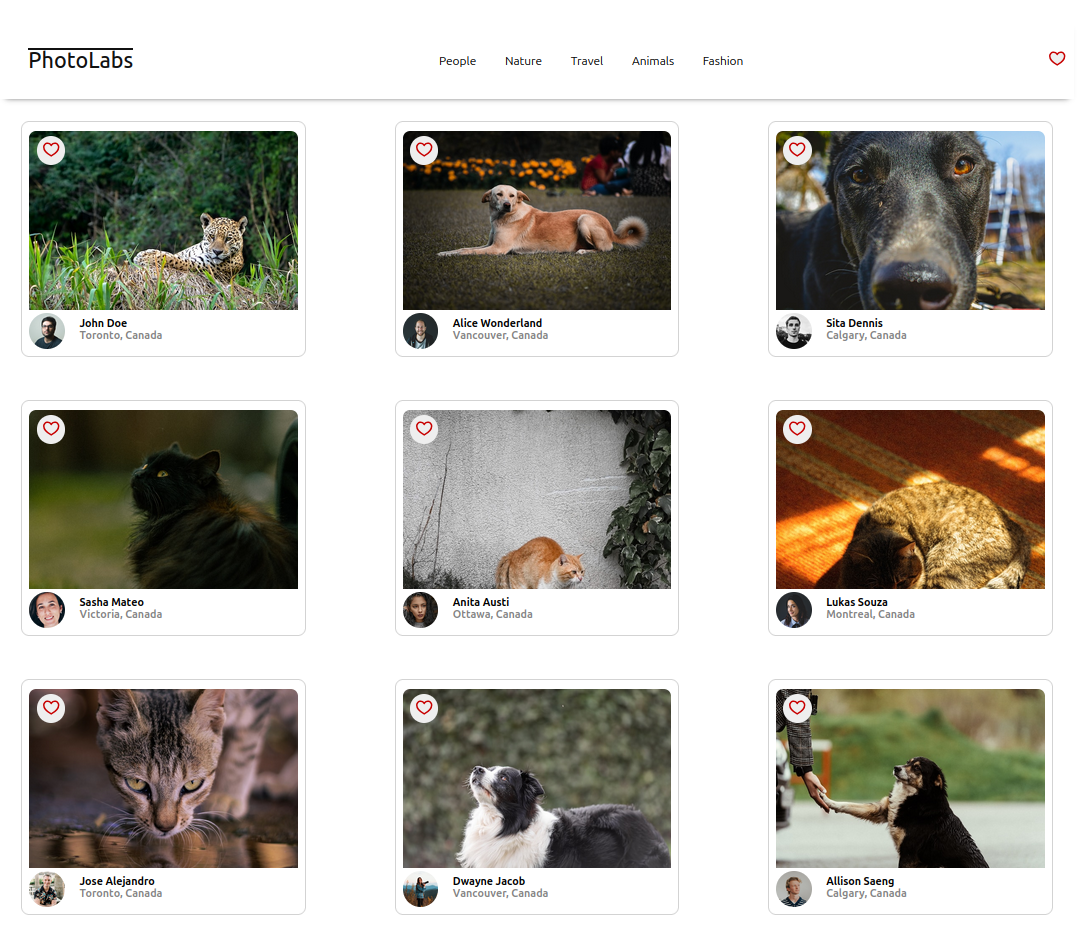 PhotoLabs
People Nature Travel Animals Fashion
John Doe
Toronto, Canada
Alice Wonderland
Vancouver, Canada
Sita Dennis
Calgary, Canada
Sasha Mateo
Victoria, Canada
Anita Austi
Ottawa, Canada
Lukas Souza
Montreal, Canada
Jose Alejandro
Toronto, Canada
Dwayne Jacob
Vancouver, Canada
Allison Saeng
Calgary, Canada